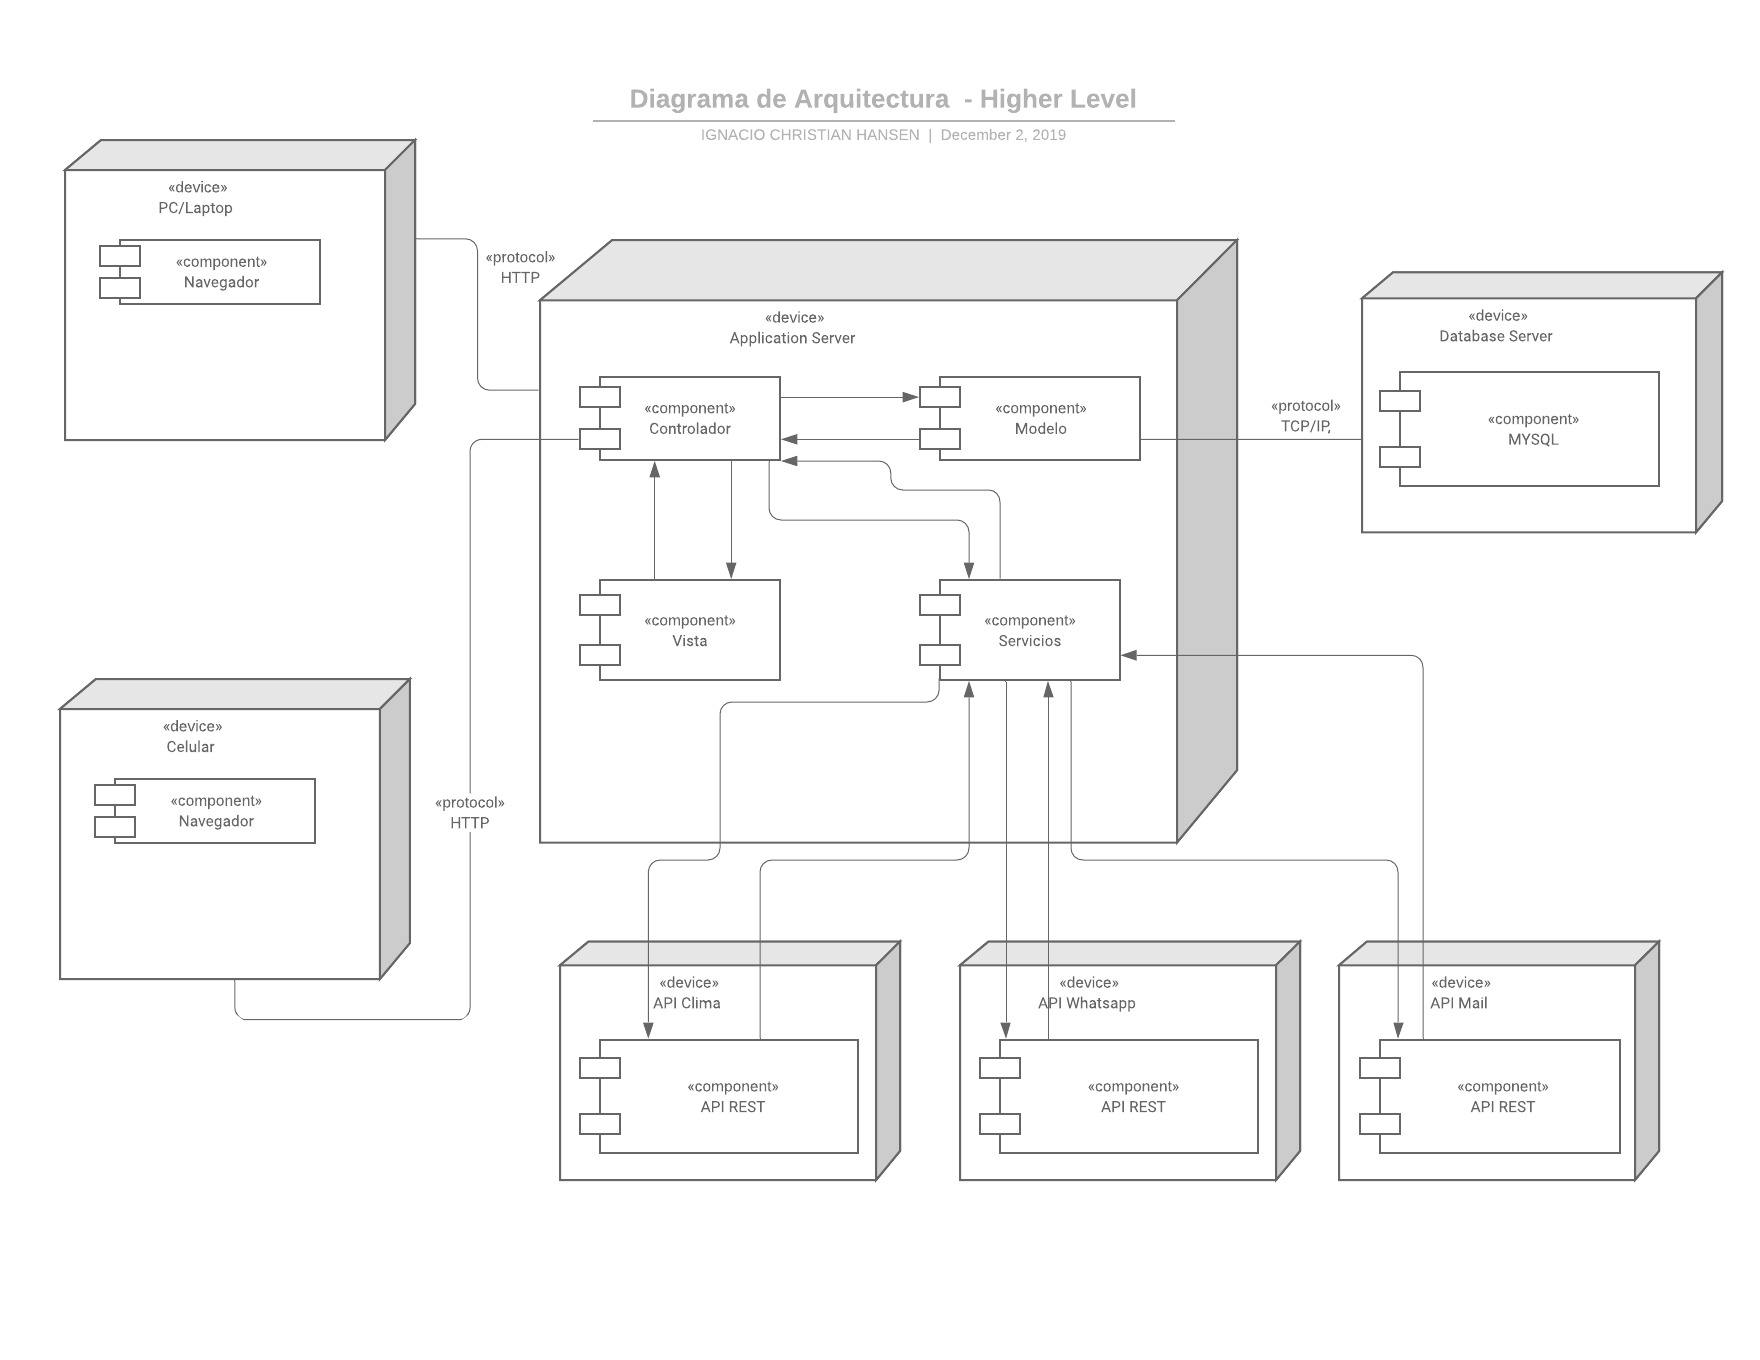 Diagrama de Arquitectura - Higher Level
IGNACIO CHRISTIAN HANSEN | December 2, 2019
«device»
PC/Laptop
«component»
Navegador
«protocol»
HTTP
«device»
Application Server
«component»
Controlador
«component»
Modelo
«component»
Vista
«component»
Servicios
«protocol»
TCP/IP,
«device»
Database Server
«component»
MYSQL
«device»
Celular
«component»
Navegador
«protocol»
HTTP
«device»
API Clima
«component»
API REST
«device»
API Whatsapp
«component»
API REST
«device»
API Mail
«component»
API REST